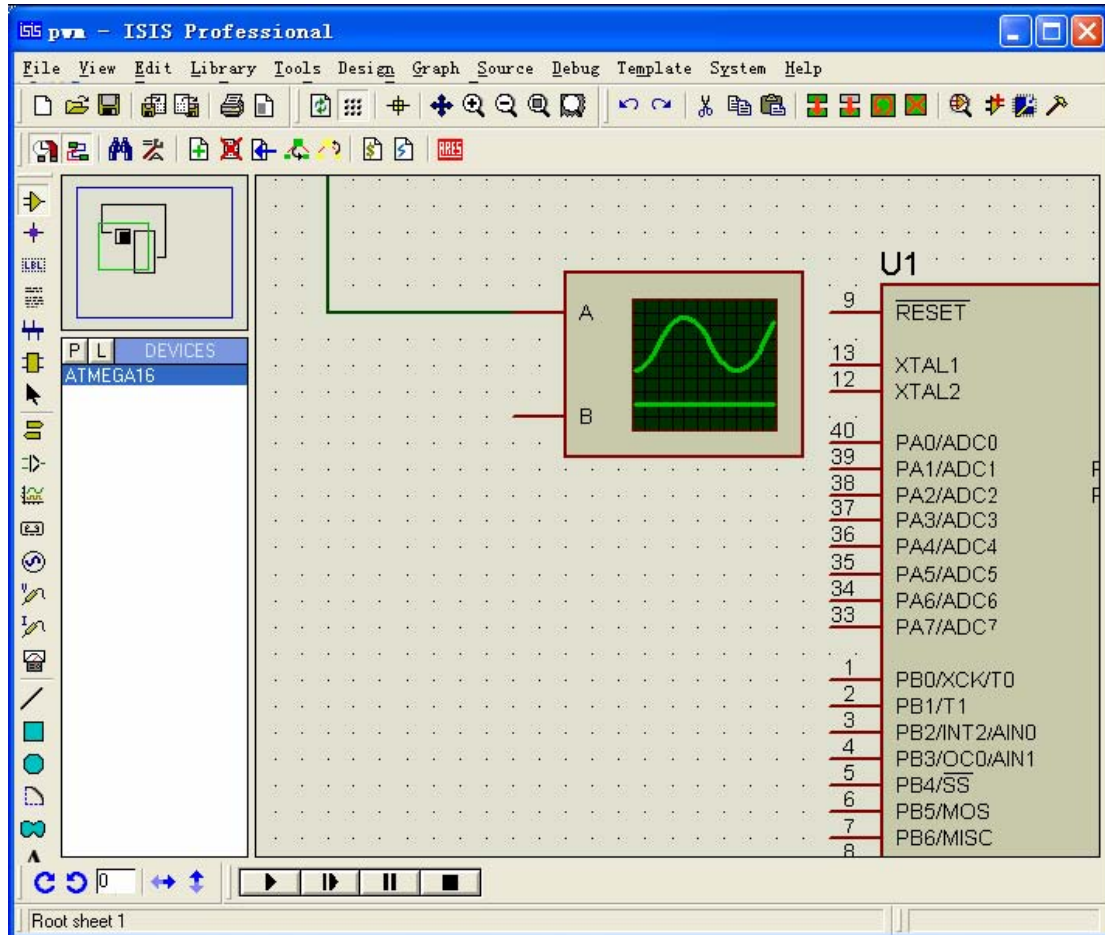 isis pwm - ISIS Professional
File View Edit Library Tools Design Graph Source Debug Template System Help
ARES
LBL
P L DEVICES
ATMEGA16
A
B
U1
9 RESET
13 XTAL1
12 XTAL2
40 PA0/ADC0
39 PA1/ADC1
38 PA2/ADC2
37 PA3/ADC3
36 PA4/ADC4
35 PA5/ADC5
34 PA6/ADC6
33 PA7/ADC7
1 PB0/XCK/T0
2 PB1/T1
3 PB2/INT2/AIN0
4 PB3/OC0/AIN1
5 PB4/SS
6 PB5/MOS
7 PB6/MISC
8
A
0
Root sheet 1